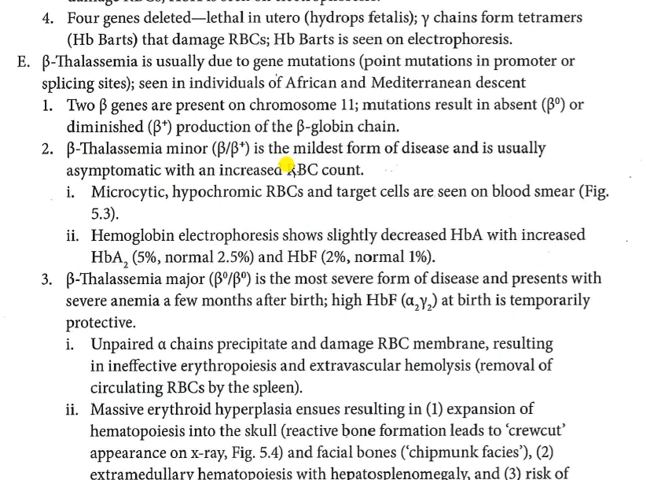 4. Four genes deleted—lethal in utero (hydrops fetalis); γ chains form tetramers
(Hb Barts) that damage RBCs; Hb Barts is seen on electrophoresis.
E. β-Thalassemia is usually due to gene mutations (point mutations in promoter or
splicing sites); seen in individuals of African and Mediterranean descent
1. Two β genes are present on chromosome 11; mutations result in absent (β⁰) or
diminished (β⁺) production of the β-globin chain.
2. β-Thalassemia minor (β/β⁺) is the mildest form of disease and is usually
asymptomatic with an increased RBC count.
i. Microcytic, hypochromic RBCs and target cells are seen on blood smear (Fig.
5.3).
ii. Hemoglobin electrophoresis shows slightly decreased HbA with increased
HbA₂ (5%, normal 2.5%) and HbF (2%, normal 1%).
3. β-Thalassemia major (β⁰/β⁰) is the most severe form of disease and presents with
severe anemia a few months after birth; high HbF (α₂γ₂) at birth is temporarily
protective.
i. Unpaired α chains precipitate and damage RBC membrane, resulting
in ineffective erythropoiesis and extravascular hemolysis (removal of
circulating RBCs by the spleen).
ii. Massive erythroid hyperplasia ensues resulting in (1) expansion of
hematopoiesis into the skull (reactive bone formation leads to ‘crewcut’
appearance on x-ray, Fig. 5.4) and facial bones (‘chipmunk facies’), (2)
extramedullary hematopoiesis with hepatosplenomegaly, and (3) risk of